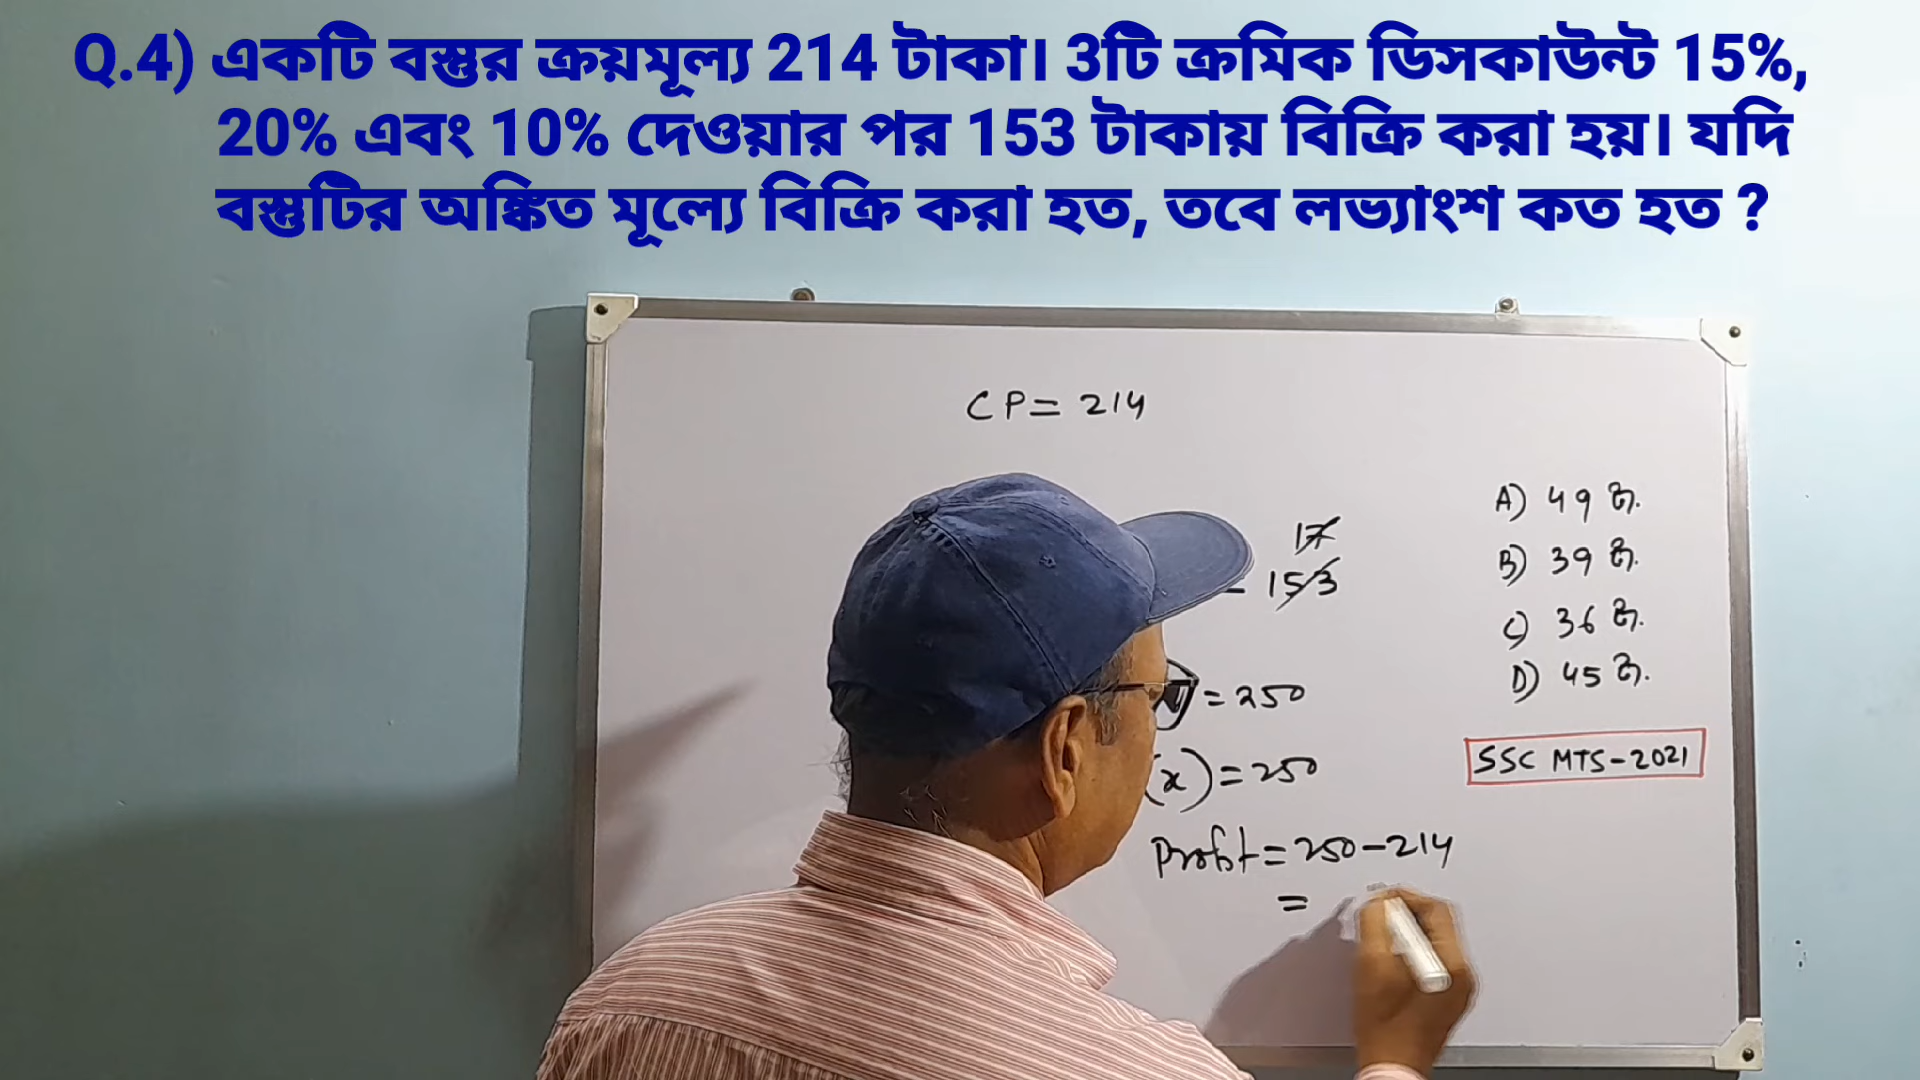 Q.4) একটি বস্তুর ক্রয়মূল্য 214 টাকা। 3টি ক্রমিক ডিসকাউন্ট 15%,
20% এবং 10% দেওয়ার পর 153 টাকায় বিক্রি করা হয়। যদি
বস্তুটির অঙ্কিত মূল্যে বিক্রি করা হত, তবে লভ্যাংশ কত হত ?
CP = 214
17
= 153
= 250
(x) = 250
Profit = 250 - 214
=
A) 49 টা.
B) 39 টা.
C) 36 টা.
D) 45 টা.
SSC MTS-2021